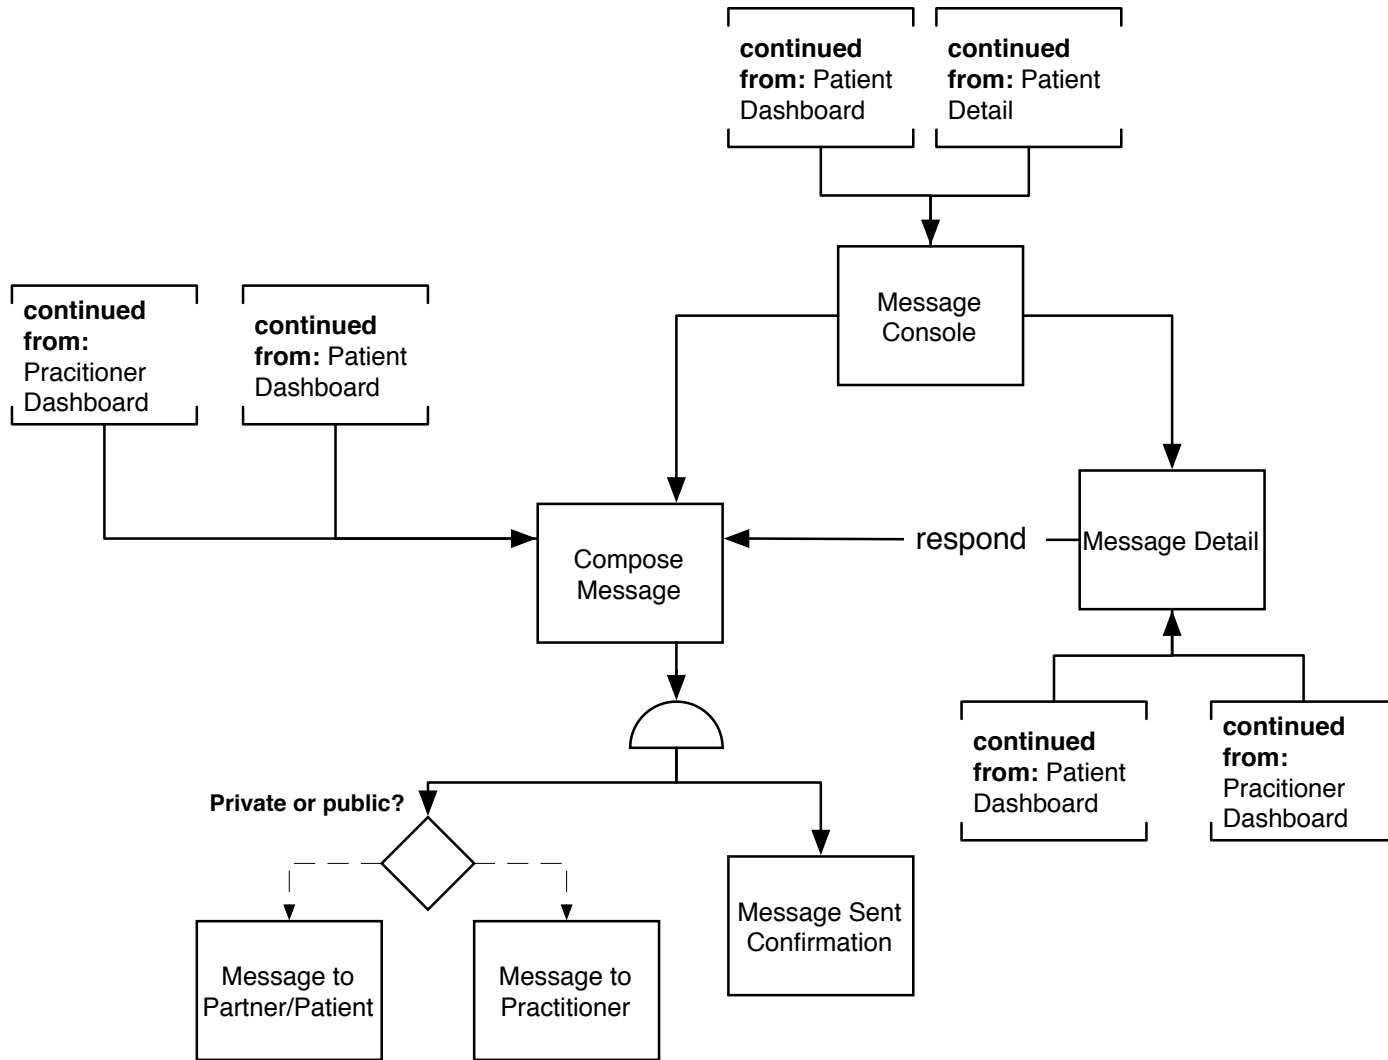 continued
from: Patient
Dashboard
continued
from: Patient
Detail
Message
Console
continued
from:
Pracitioner
Dashboard
continued
from: Patient
Dashboard
Compose
Message
respond
Message Detail
continued
from: Patient
Dashboard
continued
from:
Pracitioner
Dashboard
Private or public?
Message to
Partner/Patient
Message to
Practitioner
Message Sent
Confirmation